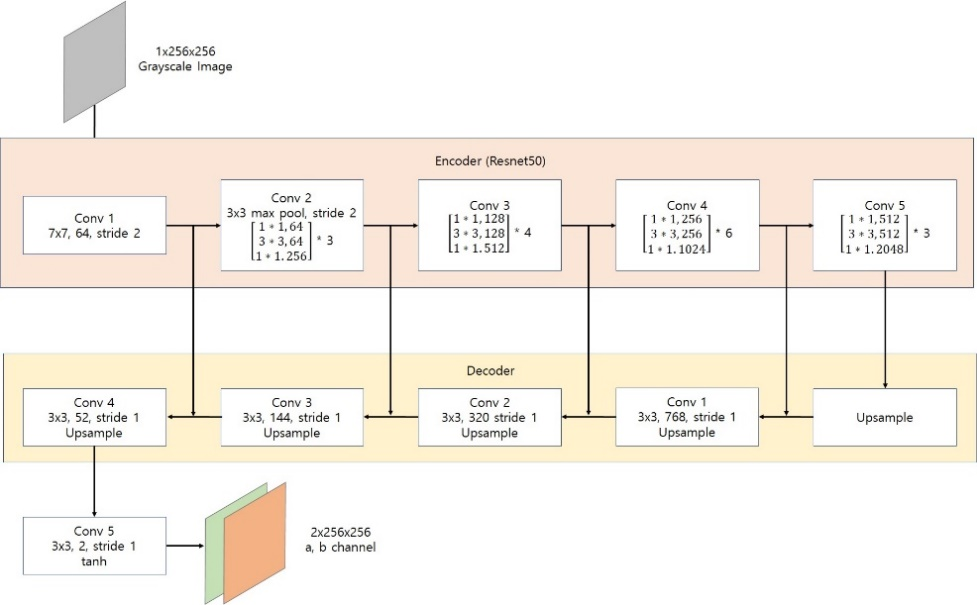 1x256x256
Grayscale Image
Encoder (Resnet50)
Conv 1
7x7, 64, stride 2
Conv 2
3x3 max pool, stride 2
[1 * 1, 64
3 * 3, 64
1 * 1.256] * 3
Conv 3
[1 * 1, 128
3 * 3, 128
1 * 1.512] * 4
Conv 4
[1 * 1, 256
3 * 3, 256
1 * 1.1024] * 6
Conv 5
[1 * 1, 512
3 * 3, 512
1 * 1.2048] * 3
Decoder
Conv 4
3x3, 52, stride 1
Upsample
Conv 3
3x3, 144, stride 1
Upsample
Conv 2
3x3, 320 stride 1
Upsample
Conv 1
3x3, 768, stride 1
Upsample
Upsample
Conv 5
3x3, 2, stride 1
tanh
2x256x256
a, b channel